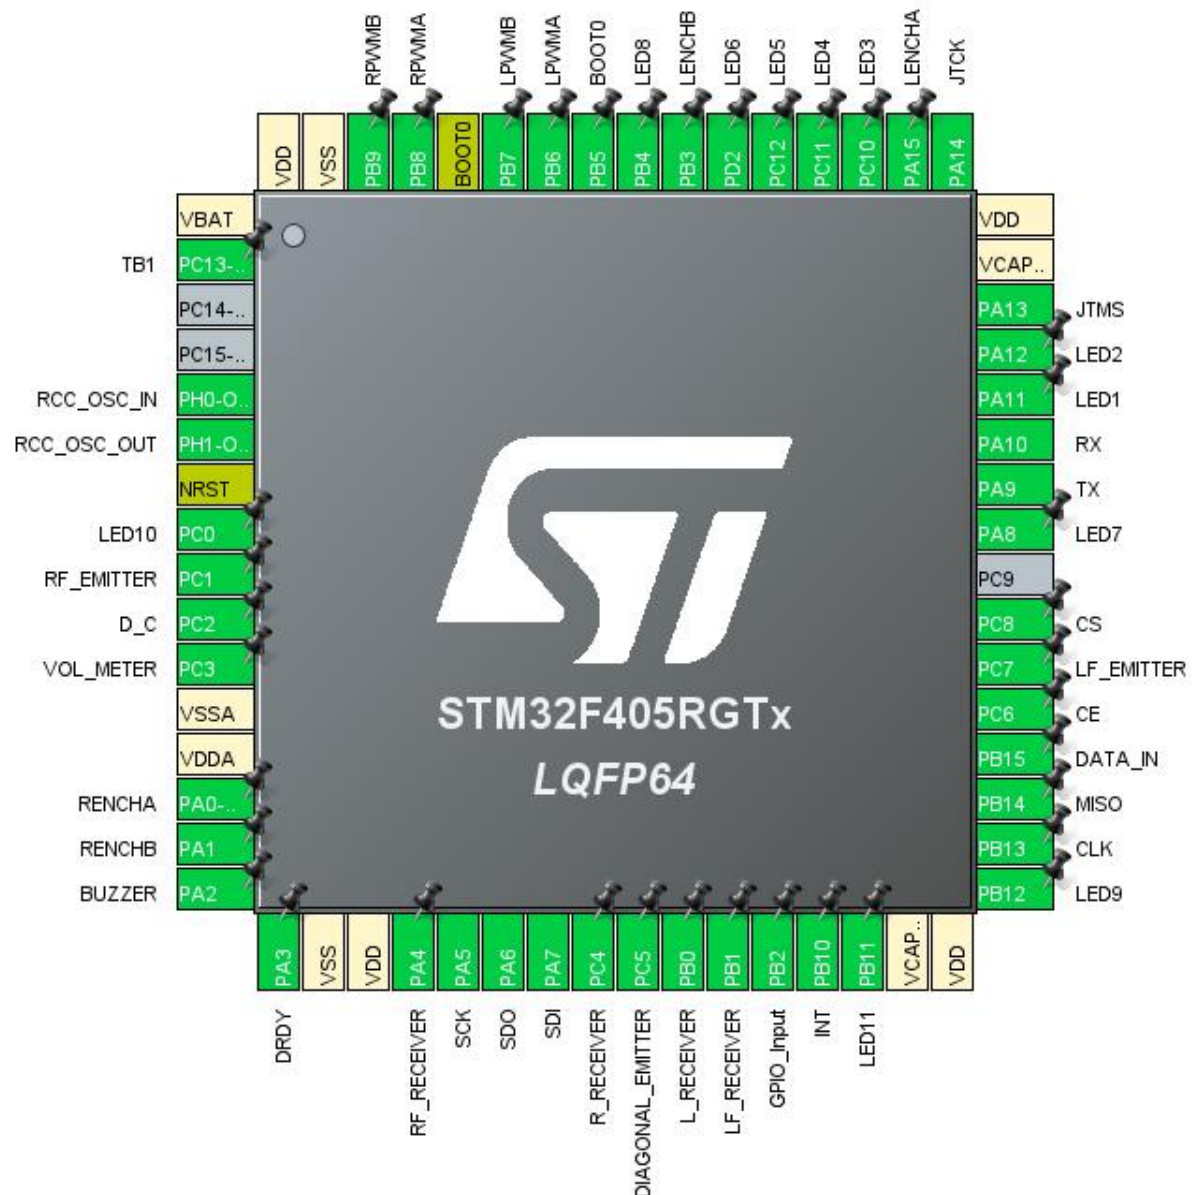 RPWMB
RPWMA
LPWMB
LPWMA
BOOT0
LED8
LENCHB
LED6
LED5
LED4
LED3
LENCHA
JTCK
VDD
VSS
PB9
PB8
BOOT0
PB7
PB6
PB5
PB4
PB3
PD2
PC12
PC11
PC10
PA15
PA14
VBAT
TB1 PC13-..
PC14-..
PC15-..
RCC_OSC_IN PH0-O..
RCC_OSC_OUT PH1-O..
NRST
LED10 PC0
RF_EMITTER PC1
D_C PC2
VOL_METER PC3
VSSA
VDDA
RENCHA PA0-..
RENCHB PA1
BUZZER PA2
STM32F405RGTx
LQFP64
VDD
VCAP..
PA13 JTMS
PA12 LED2
PA11 LED1
PA10 RX
PA9 TX
PA8 LED7
PC9
PC8 CS
PC7 LF_EMITTER
PC6 CE
PB15 DATA_IN
PB14 MISO
PB13 CLK
PB12 LED9
PA3
VSS
VDD
PA4
PA5
PA6
PA7
PC4
PC5
PB0
PB1
PB2
PB10
PB11
VCAP..
VDD
DRDY
RF_RECEIVER
SCK
SDO
SDI
R_RECEIVER
DIAGONAL_EMITTER
L_RECEIVER
LF_RECEIVER
GPIO_Input
INT
LED11